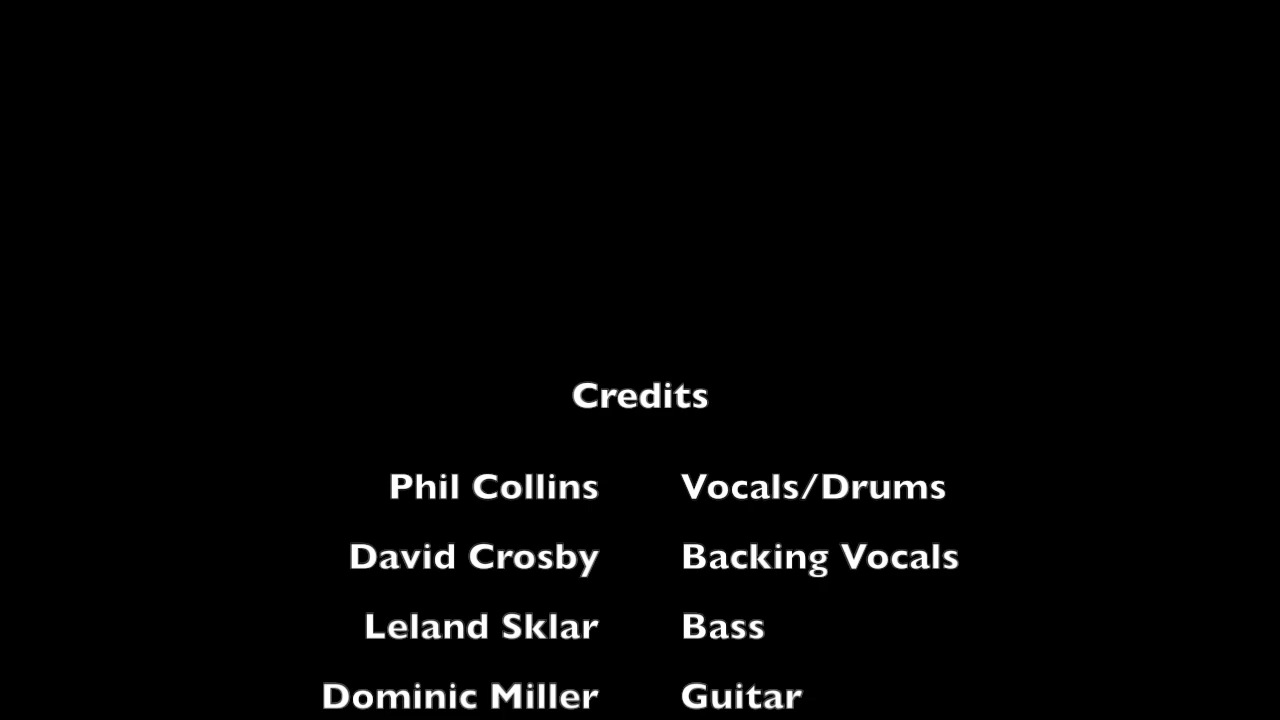 Credits
Phil Collins Vocals/Drums
David Crosby Backing Vocals
Leland Sklar Bass
Dominic Miller Guitar